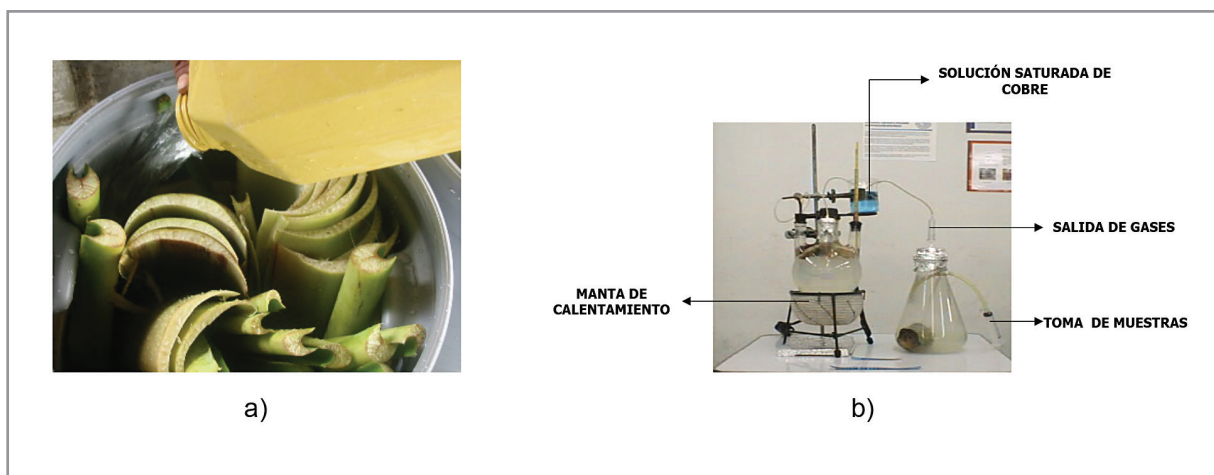 SOLUCIÓN SATURADA DE
COBRE
SALIDA DE GASES
MANTA DE
CALENTAMIENTO
TOMA DE MUESTRAS
a)
b)